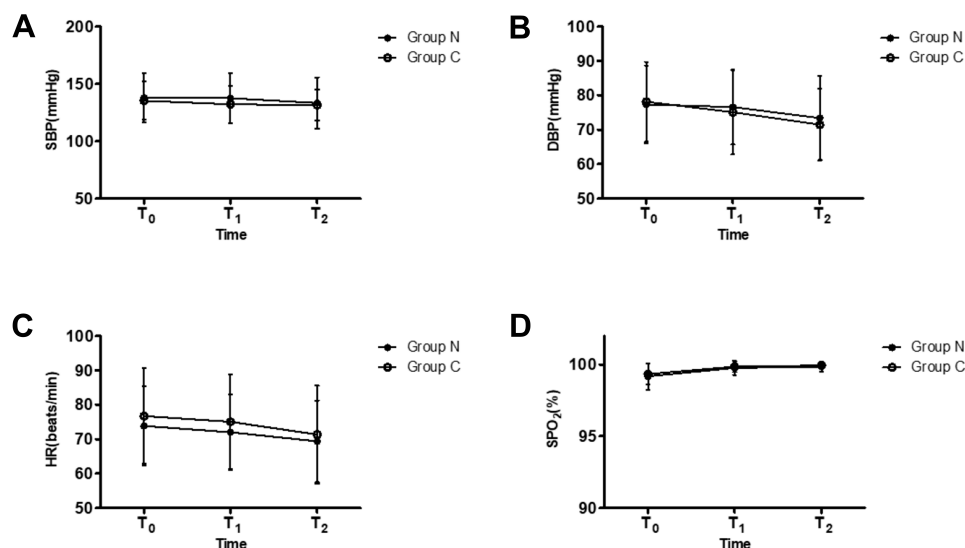 A
SBP(mmHg)
200
150
100
50
T0
T1
T2
Time
Group N
Group C
B
DBP(mmHg)
100
90
80
70
60
50
T0
T1
T2
Time
Group N
Group C
C
HR(beats/min)
100
90
80
70
60
50
T0
T1
T2
Time
Group N
Group C
D
SPO2(%)
100
95
90
T0
T1
T2
Time
Group N
Group C